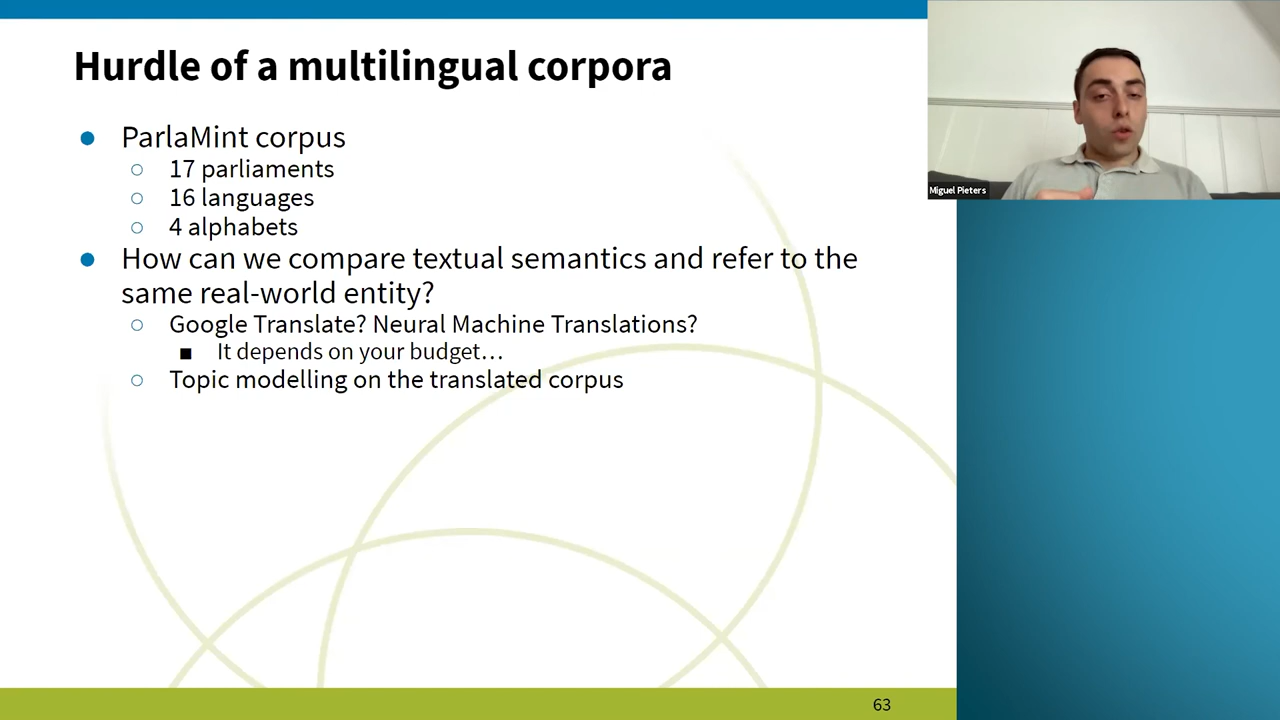 Hurdle of a multilingual corpora
ParlaMint corpus
17 parliaments
16 languages
4 alphabets
How can we compare textual semantics and refer to the
same real-world entity?
Google Translate? Neural Machine Translations?
It depends on your budget…
Topic modelling on the translated corpus
Miguel Pieters
63